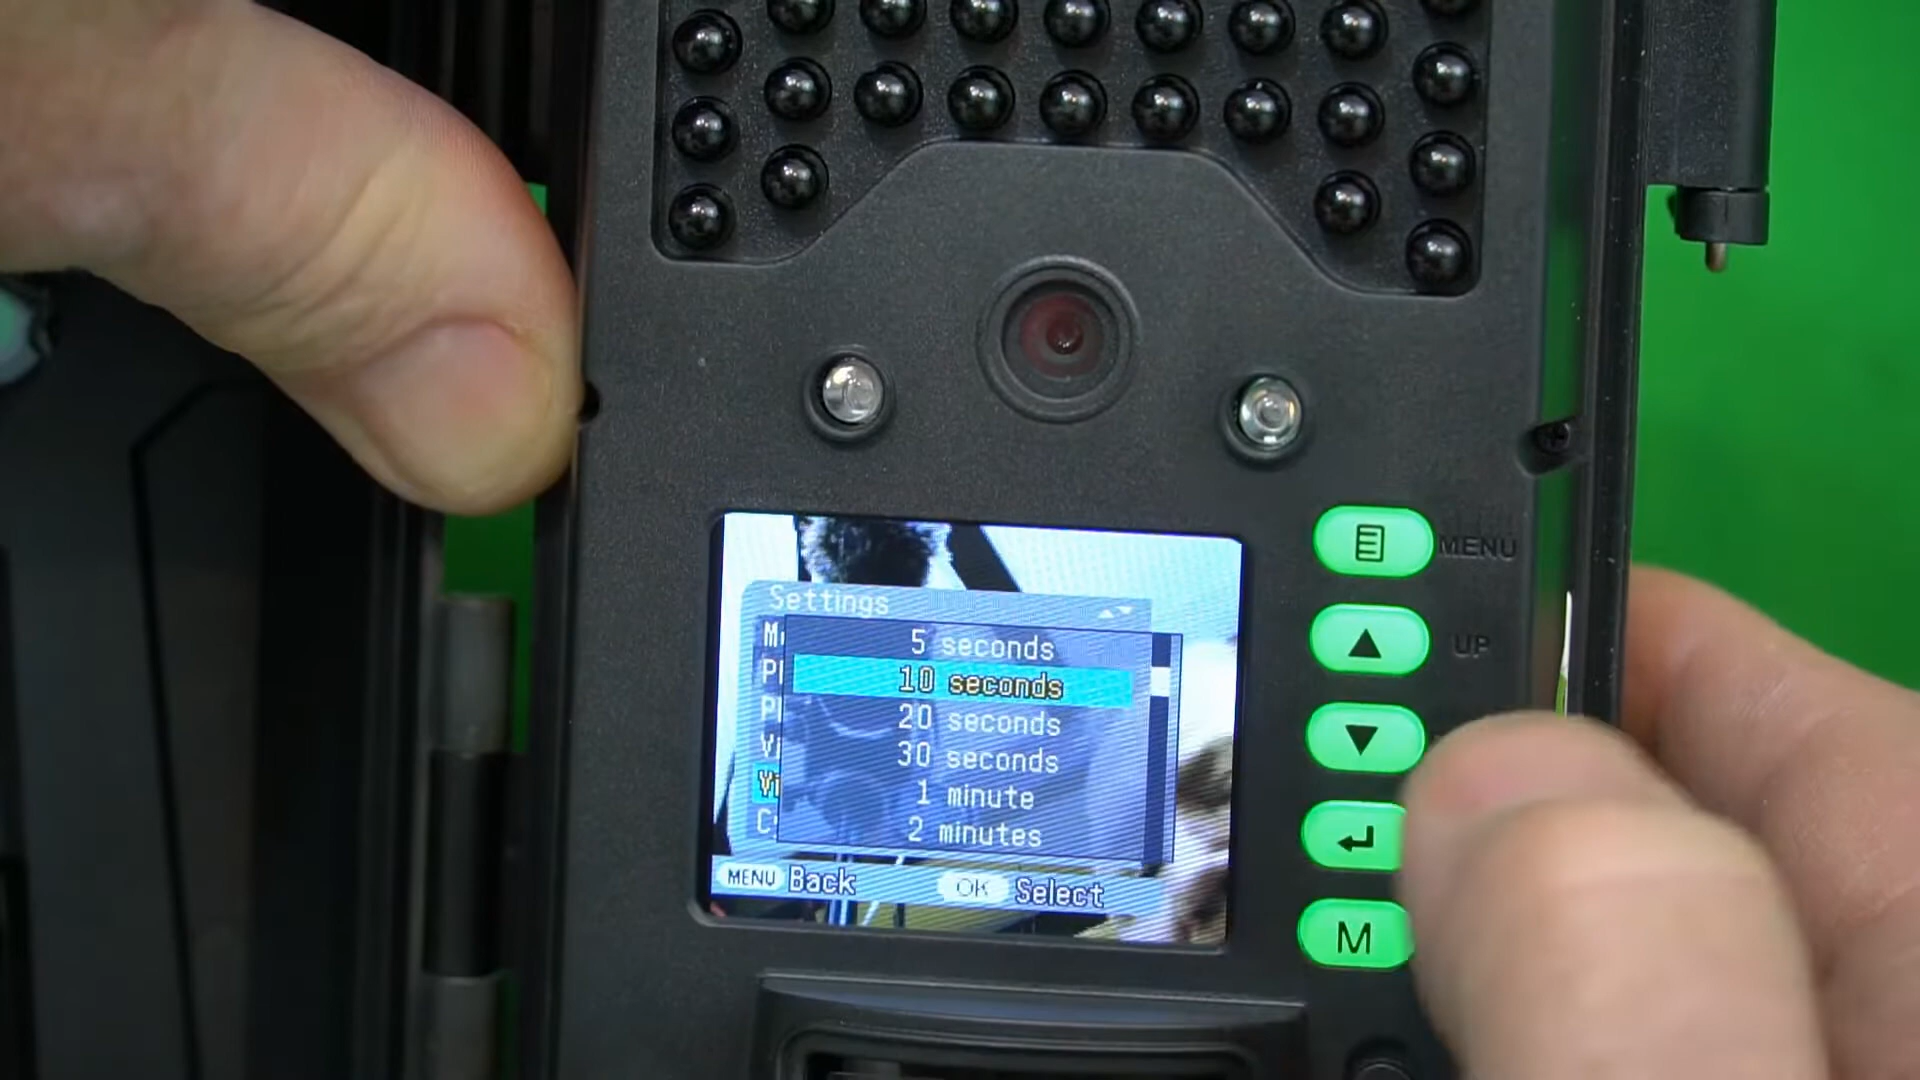 MENU
UP
Settings
5 seconds
10 seconds
20 seconds
30 seconds
1 minute
2 minutes
MENU Back
OK Select
M